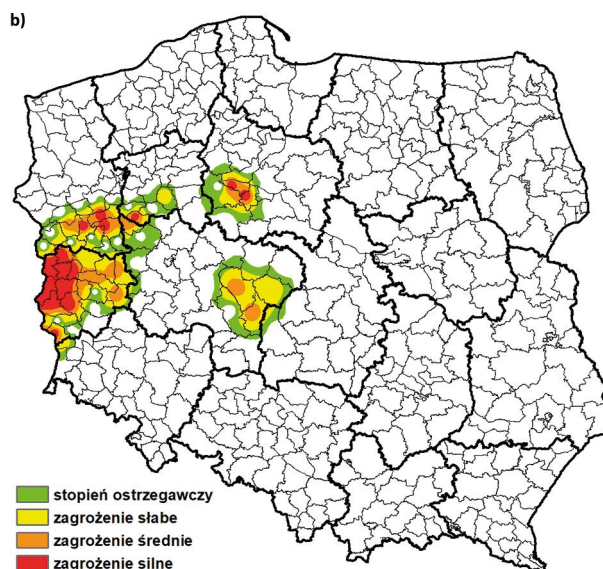 b)
stopień ostrzegawczy
zagrożenie słabe
zagrożenie średnie
zagrożenie silne